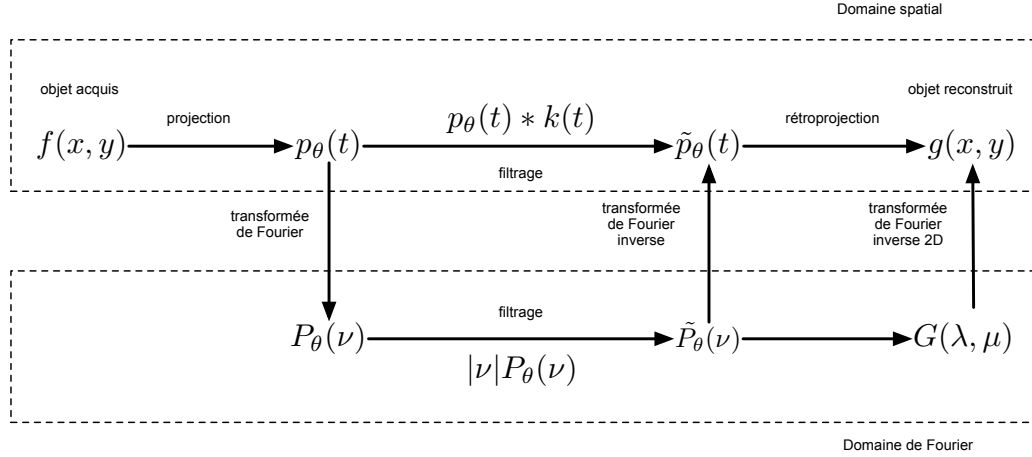 Domaine spatial
objet acquis
objet reconstruit
projection
p_θ(t) ∗ k(t)
rétroprojection
f(x, y)
p_θ(t)
p̃_θ(t)
g(x, y)
filtrage
transformée
de Fourier
transformée
de Fourier
inverse
transformée
de Fourier
inverse 2D
filtrage
P_θ(ν)
P̃_θ(ν)
G(λ, μ)
|ν|P_θ(ν)
Domaine de Fourier